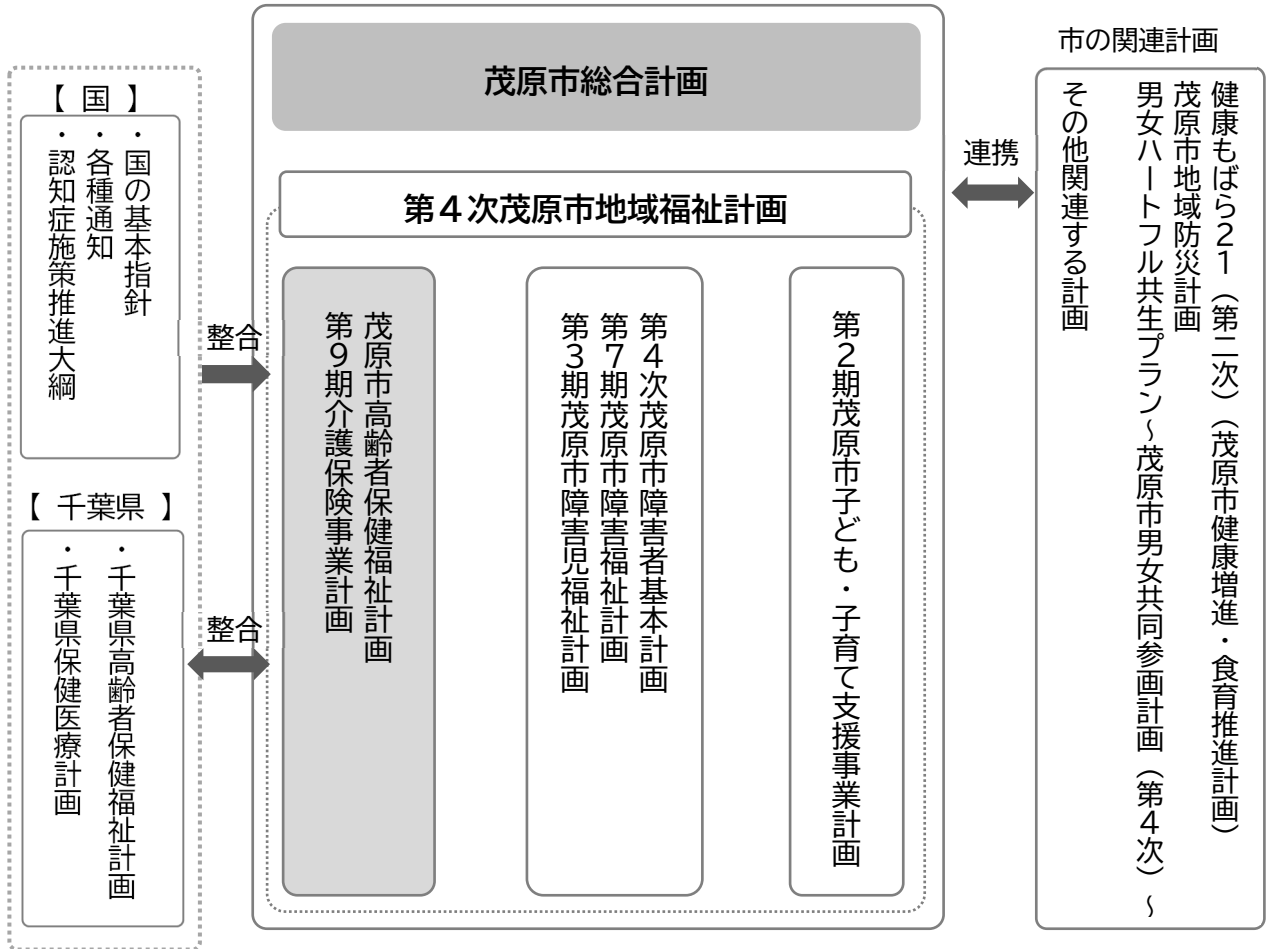 茂原市総合計画
第4次茂原市地域福祉計画
茂原市高齢者保健福祉計画
第9期介護保険事業計画
第4次茂原市障害者基本計画
第7期茂原市障害福祉計画
第3期茂原市障害児福祉計画
第2期茂原市子ども・子育て支援事業計画
【 国 】
・国の基本指針
・各種通知
・認知症施策推進大綱
整合
【 千葉県 】
・千葉県高齢者保健福祉計画
・千葉県保健医療計画
整合
連携
市の関連計画
健康もばら21（第二次）（茂原市健康増進・食育推進計画）
茂原市地域防災計画
男女ハートフル共生プラン～茂原市男女共同参画計画（第4次）～
その他関連する計画